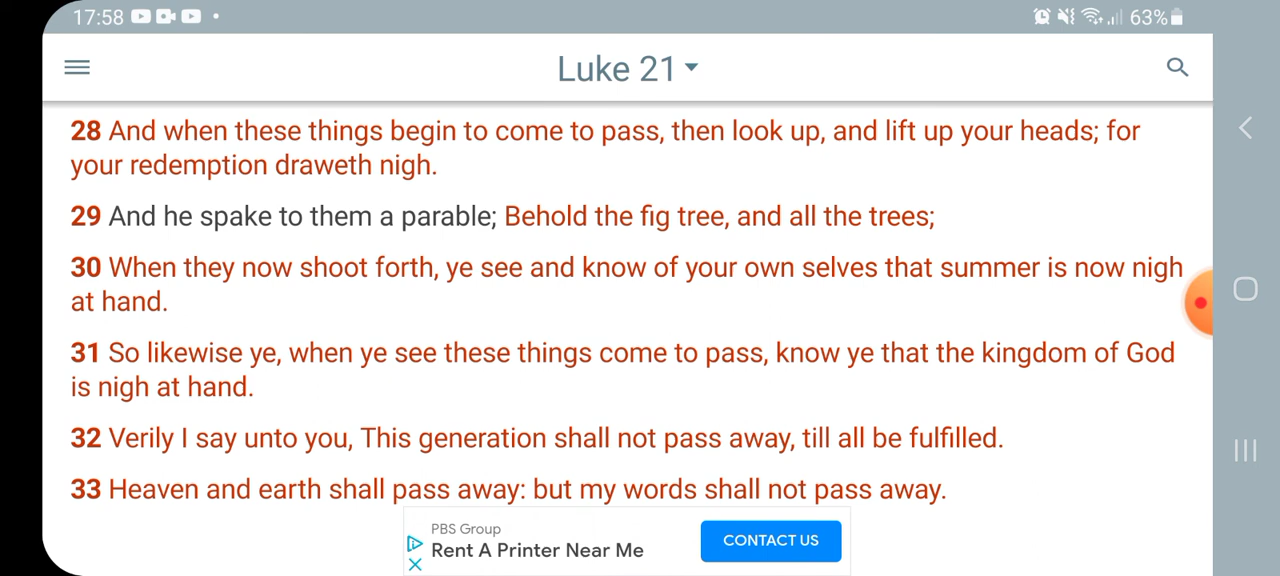 17:58
63%
Luke 21
28 And when these things begin to come to pass, then look up, and lift up your heads; for
your redemption draweth nigh.
29 And he spake to them a parable; Behold the fig tree, and all the trees;
30 When they now shoot forth, ye see and know of your own selves that summer is now nigh
at hand.
31 So likewise ye, when ye see these things come to pass, know ye that the kingdom of God
is nigh at hand.
32 Verily I say unto you, This generation shall not pass away, till all be fulfilled.
33 Heaven and earth shall pass away: but my words shall not pass away.
PBS Group
Rent A Printer Near Me
CONTACT US